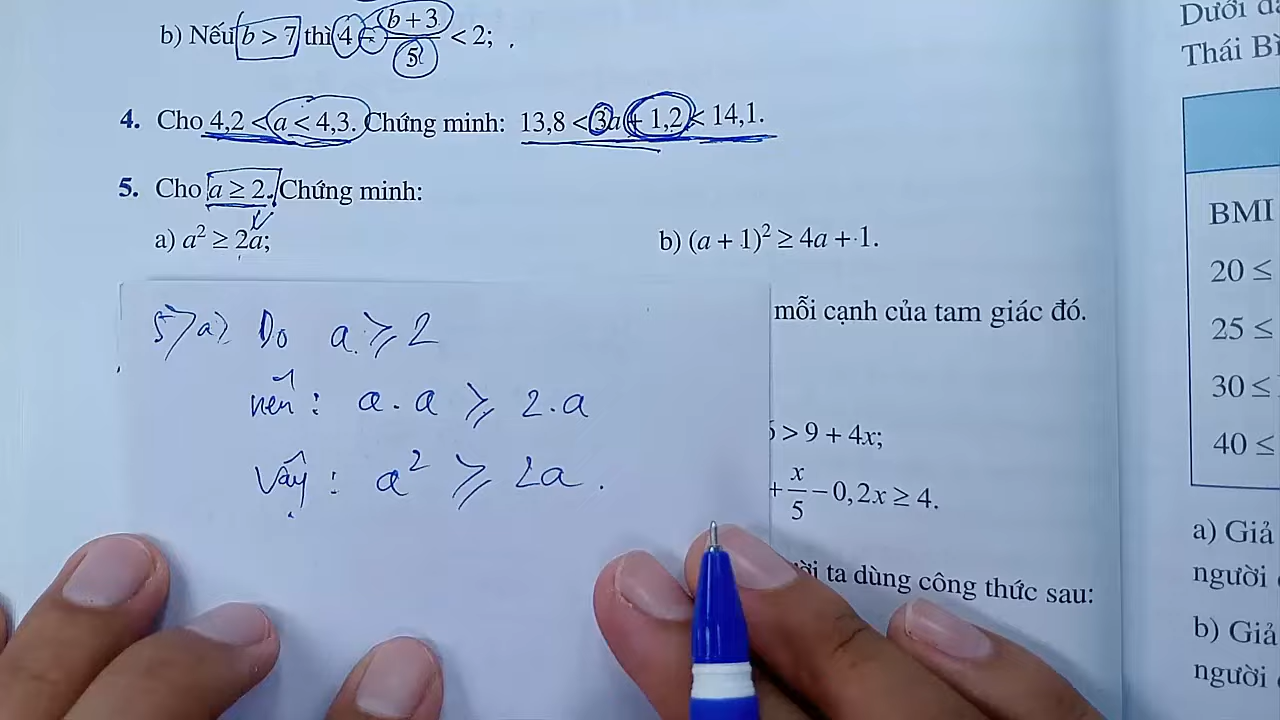 b) Nếu b > 7 thì 4 - (b + 3)/5 < 2;
4. Cho 4,2 < a < 4,3. Chứng minh: 13,8 < 3a + 1,2 < 14,1.
5. Cho a ≥ 2. Chứng minh:
a) a² ≥ 2a; b) (a + 1)² ≥ 4a + 1.
5) a) Do a ≥ 2
nên : a . a ≥ 2 . a
Vậy : a² ≥ 2a .
mỗi cạnh của tam giác đó.
> 9 + 4x;
+ x/5 − 0,2x ≥ 4.
ta dùng công thức sau:
Dưới
Thái
BMI
20 ≤
25 ≤
30 ≤
40 ≤
a) Giả
người
b) Giả
người